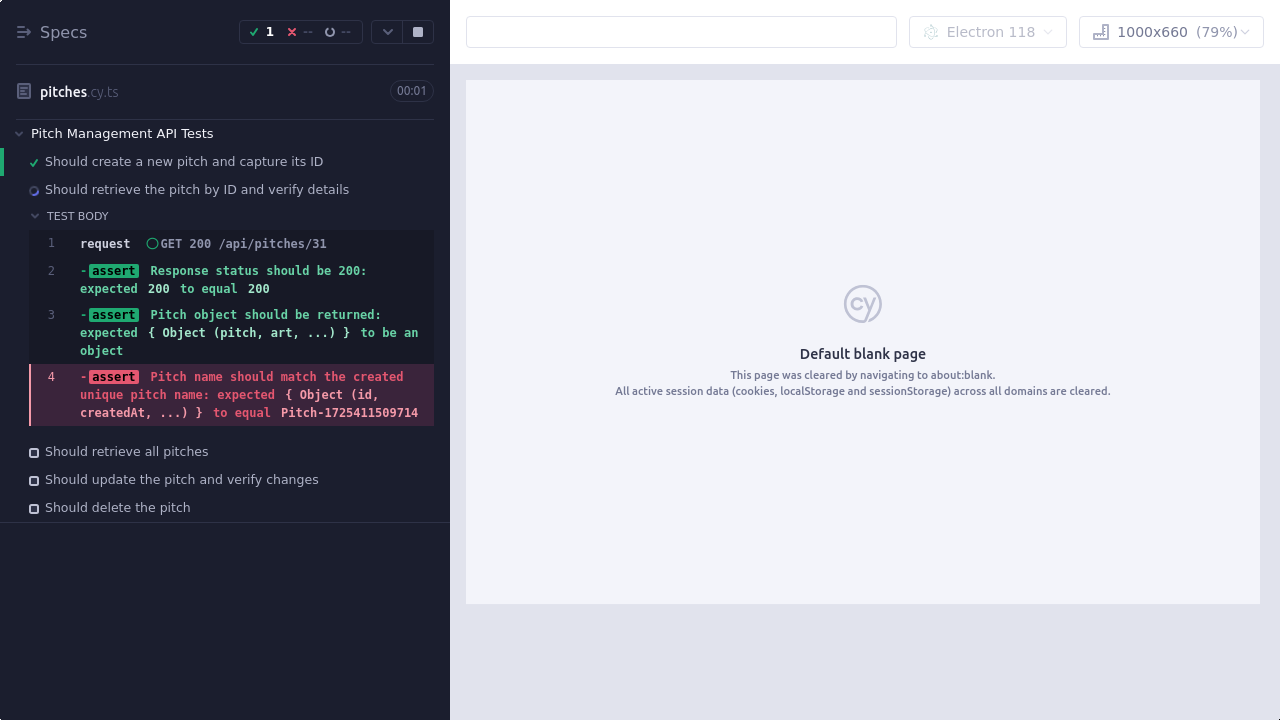 Specs
1
--
--
Electron 118
1000x660 (79%)
pitches.cy.ts
00:01
Pitch Management API Tests
Should create a new pitch and capture its ID
Should retrieve the pitch by ID and verify details
TEST BODY
1 request GET 200 /api/pitches/31
2 -assert Response status should be 200:
expected 200 to equal 200
3 -assert Pitch object should be returned:
expected { Object (pitch, art, ...) } to be an
object
4 -assert Pitch name should match the created
unique pitch name: expected { Object (id,
createdAt, ...) } to equal Pitch-1725411509714
Should retrieve all pitches
Should update the pitch and verify changes
Should delete the pitch
cy
Default blank page
This page was cleared by navigating to about:blank.
All active session data (cookies, localStorage and sessionStorage) across all domains are cleared.